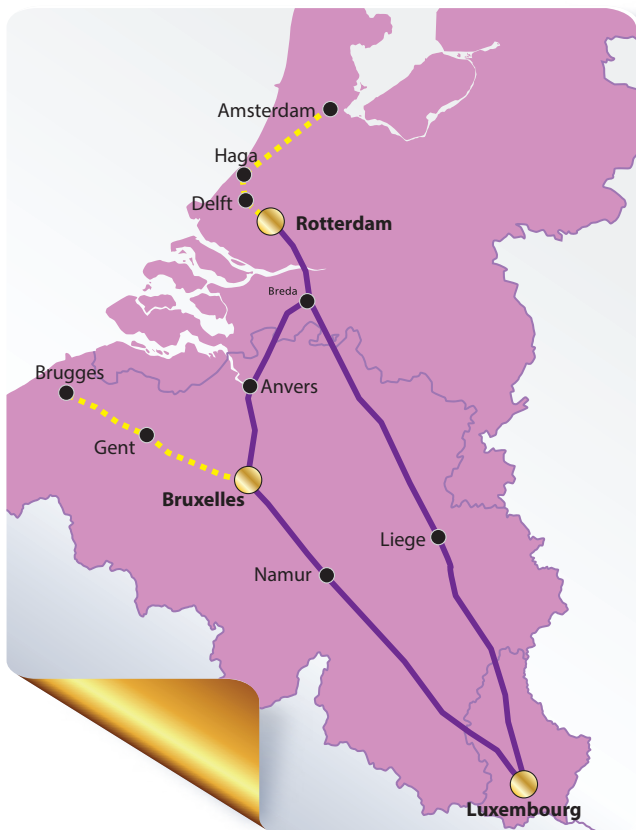 Amsterdam
Haga
Delft
Rotterdam
Breda
Brugges
Anvers
Gent
Bruxelles
Liege
Namur
Luxembourg